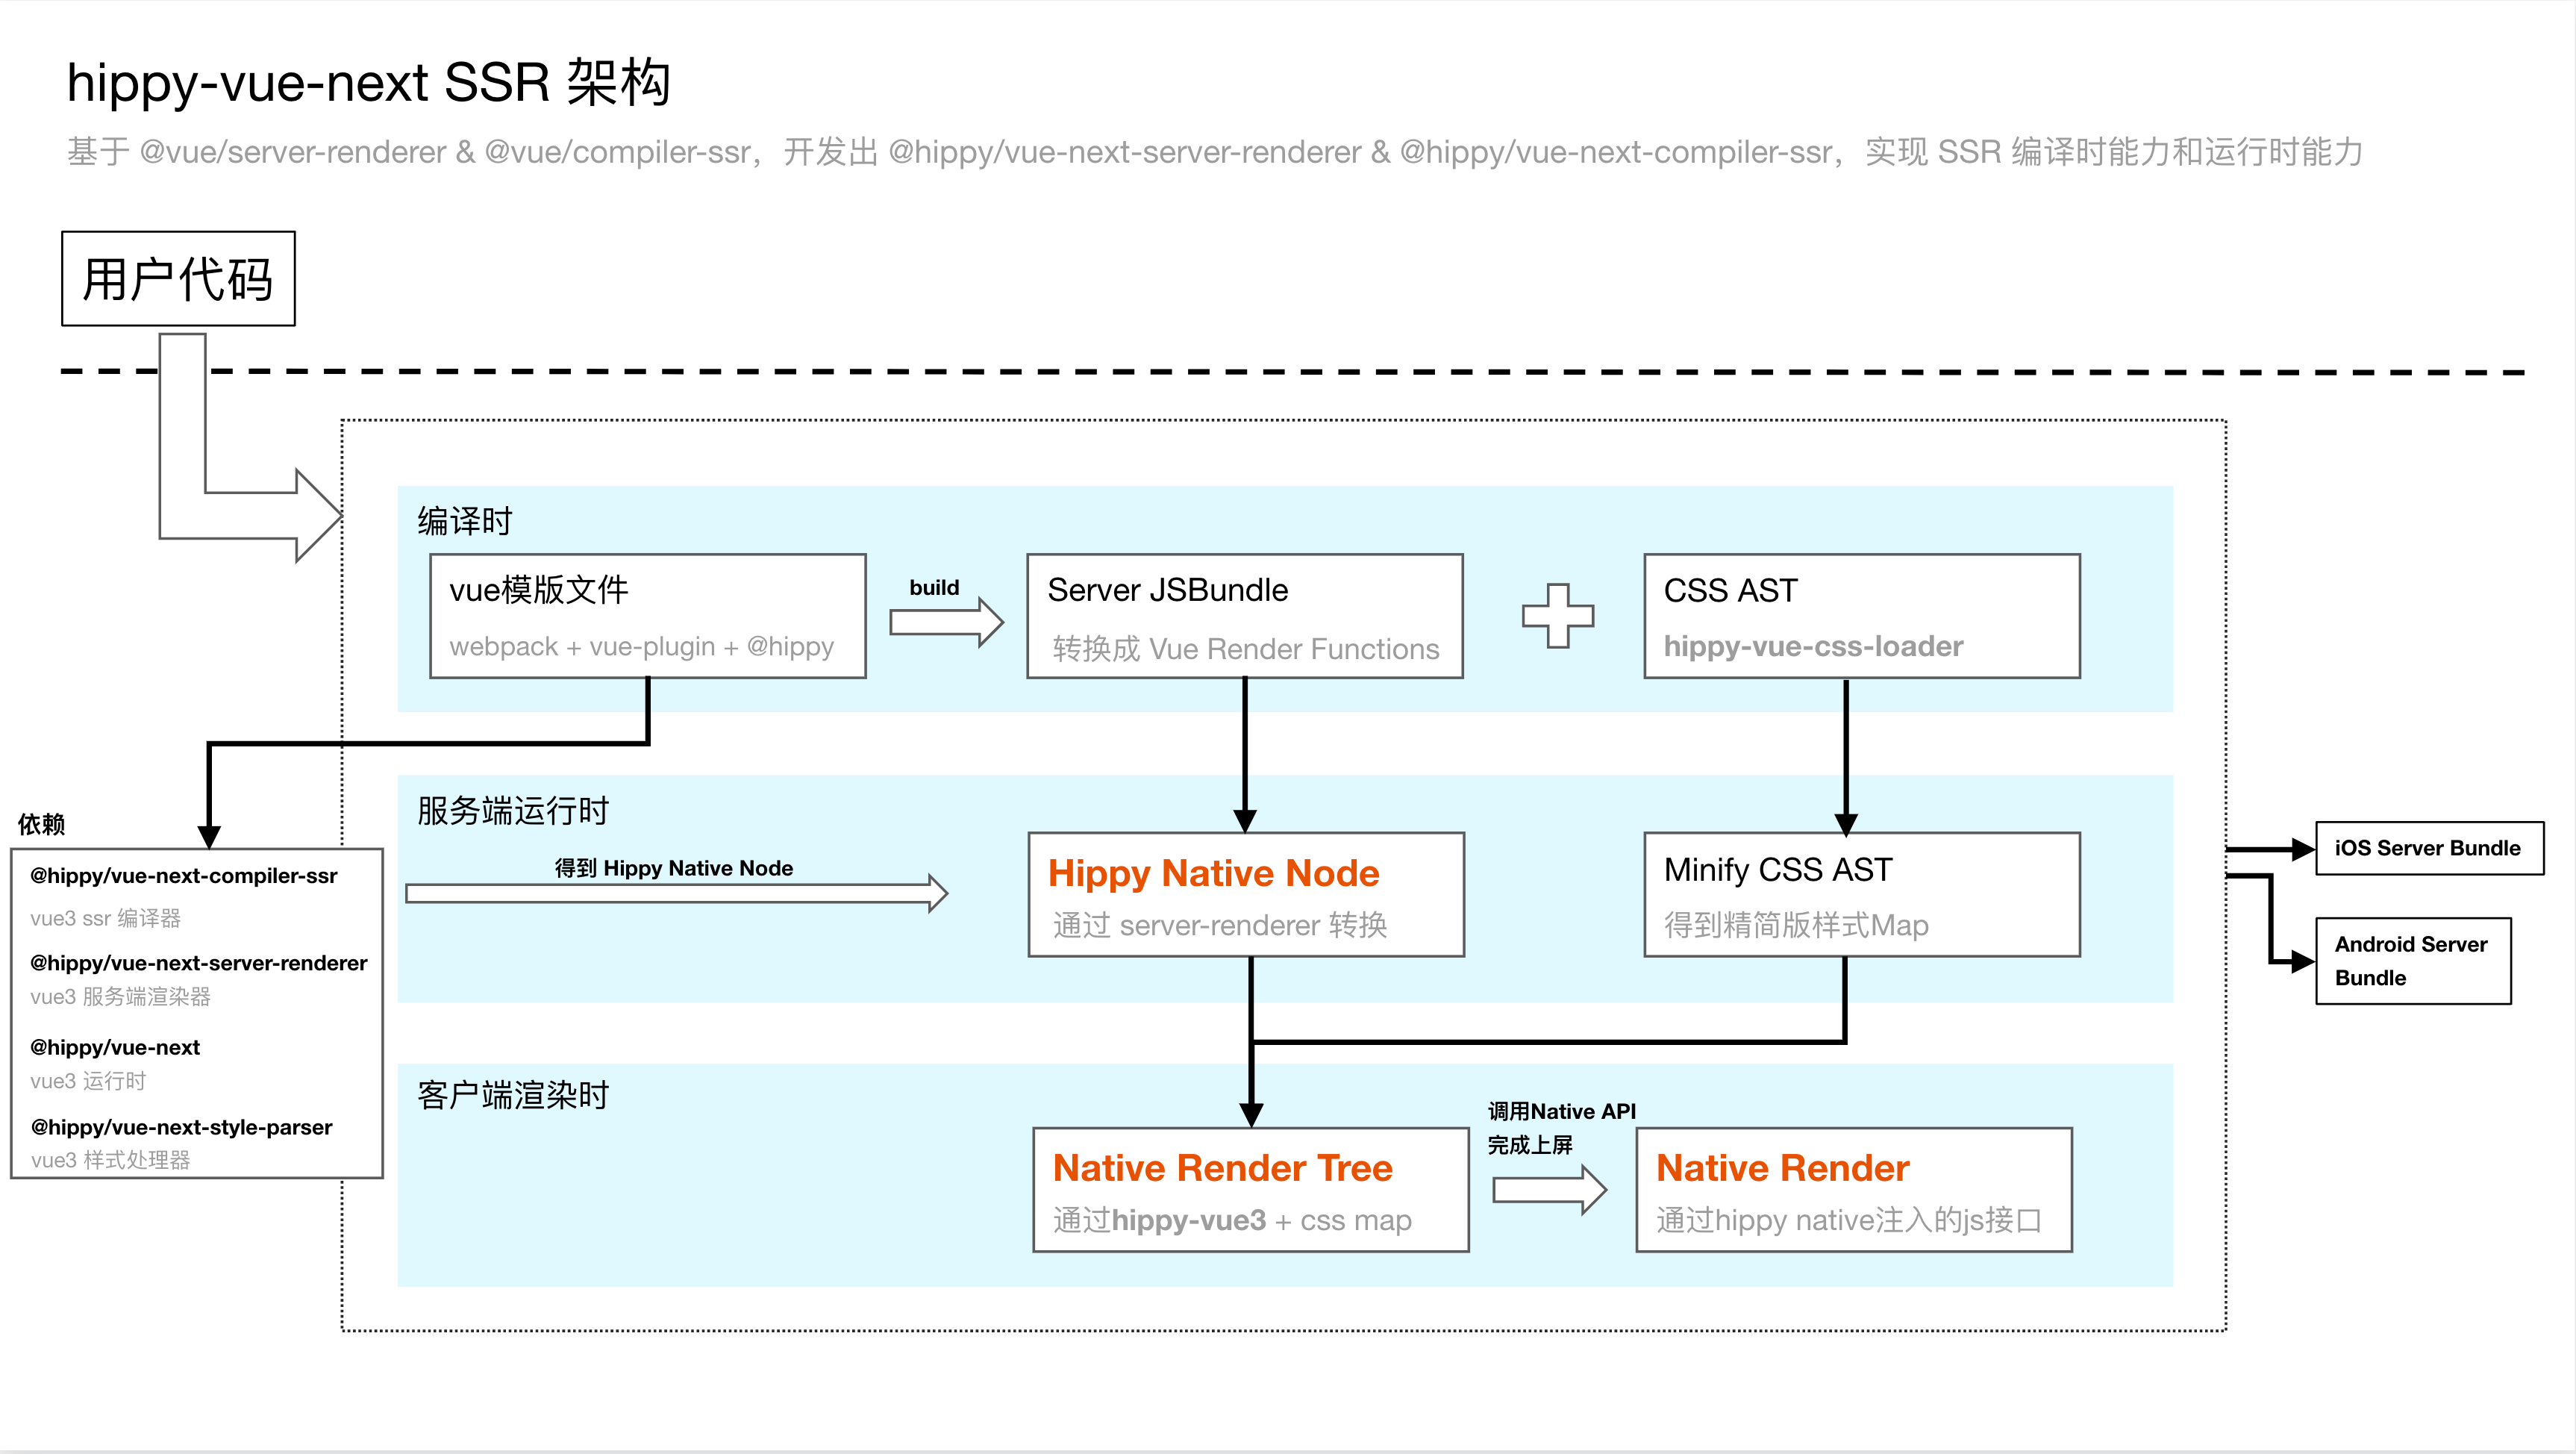 hippy-vue-next SSR 架构
基于 @vue/server-renderer & @vue/compiler-ssr，开发出 @hippy/vue-next-server-renderer & @hippy/vue-next-compiler-ssr，实现 SSR 编译时能力和运行时能力
用户代码
编译时
vue模版文件
webpack + vue-plugin + @hippy
build
Server JSBundle
转换成 Vue Render Functions
CSS AST
hippy-vue-css-loader
依赖
@hippy/vue-next-compiler-ssr
vue3 ssr 编译器
@hippy/vue-next-server-renderer
vue3 服务端渲染器
@hippy/vue-next
vue3 运行时
@hippy/vue-next-style-parser
vue3 样式处理器
服务端运行时
得到 Hippy Native Node
Hippy Native Node
通过 server-renderer 转换
Minify CSS AST
得到精简版样式Map
iOS Server Bundle
Android Server
Bundle
客户端渲染时
Native Render Tree
通过hippy-vue3 + css map
调用Native API
完成上屏
Native Render
通过hippy native注入的js接口